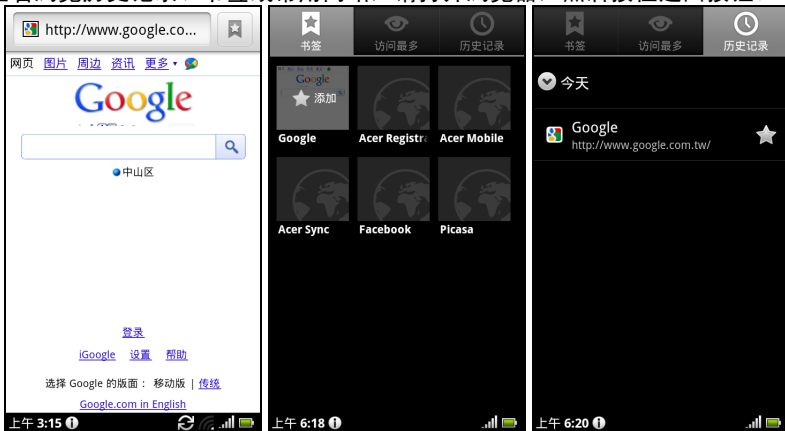 http://www.google.co...
网页 图片 周边 资讯 更多
Google
中山区
登录
iGoogle 设置 帮助
选择 Google 的版面： 移动版 | 传统
Google.com in English
上午 3:15
书签 访问最多 历史记录
Google
添加
Google Acer Registra Acer Mobile
Acer Sync Facebook Picasa
上午 6:18
书签 访问最多 历史记录
今天
Google
http://www.google.com.tw/
上午 6:20